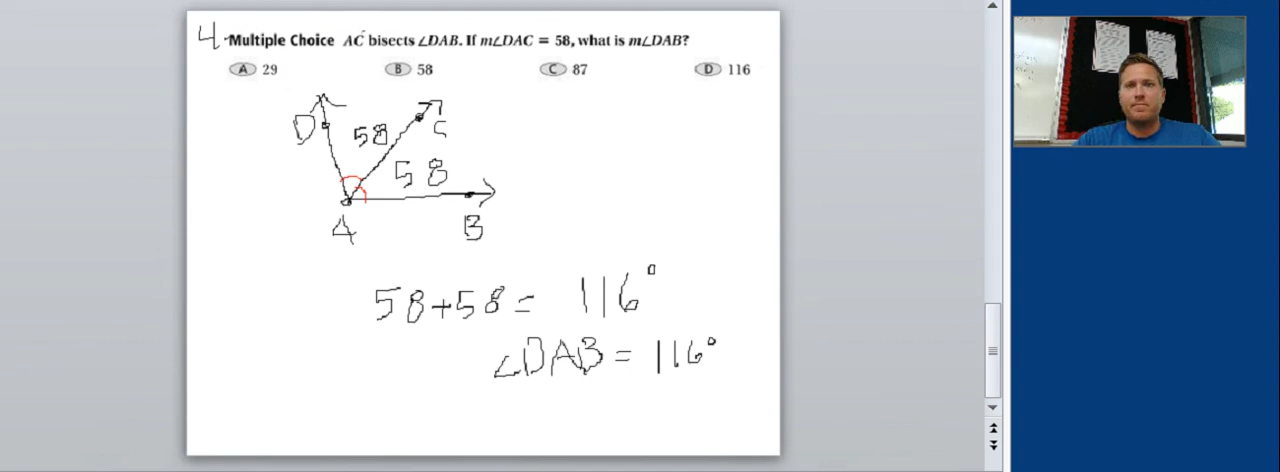 4. Multiple Choice AC bisects ∠DAB. If m∠DAC = 58, what is m∠DAB?
A 29 B 58 C 87 D 116
D 58 C
58
A B
58+58= 116°
∠DAB = 116°